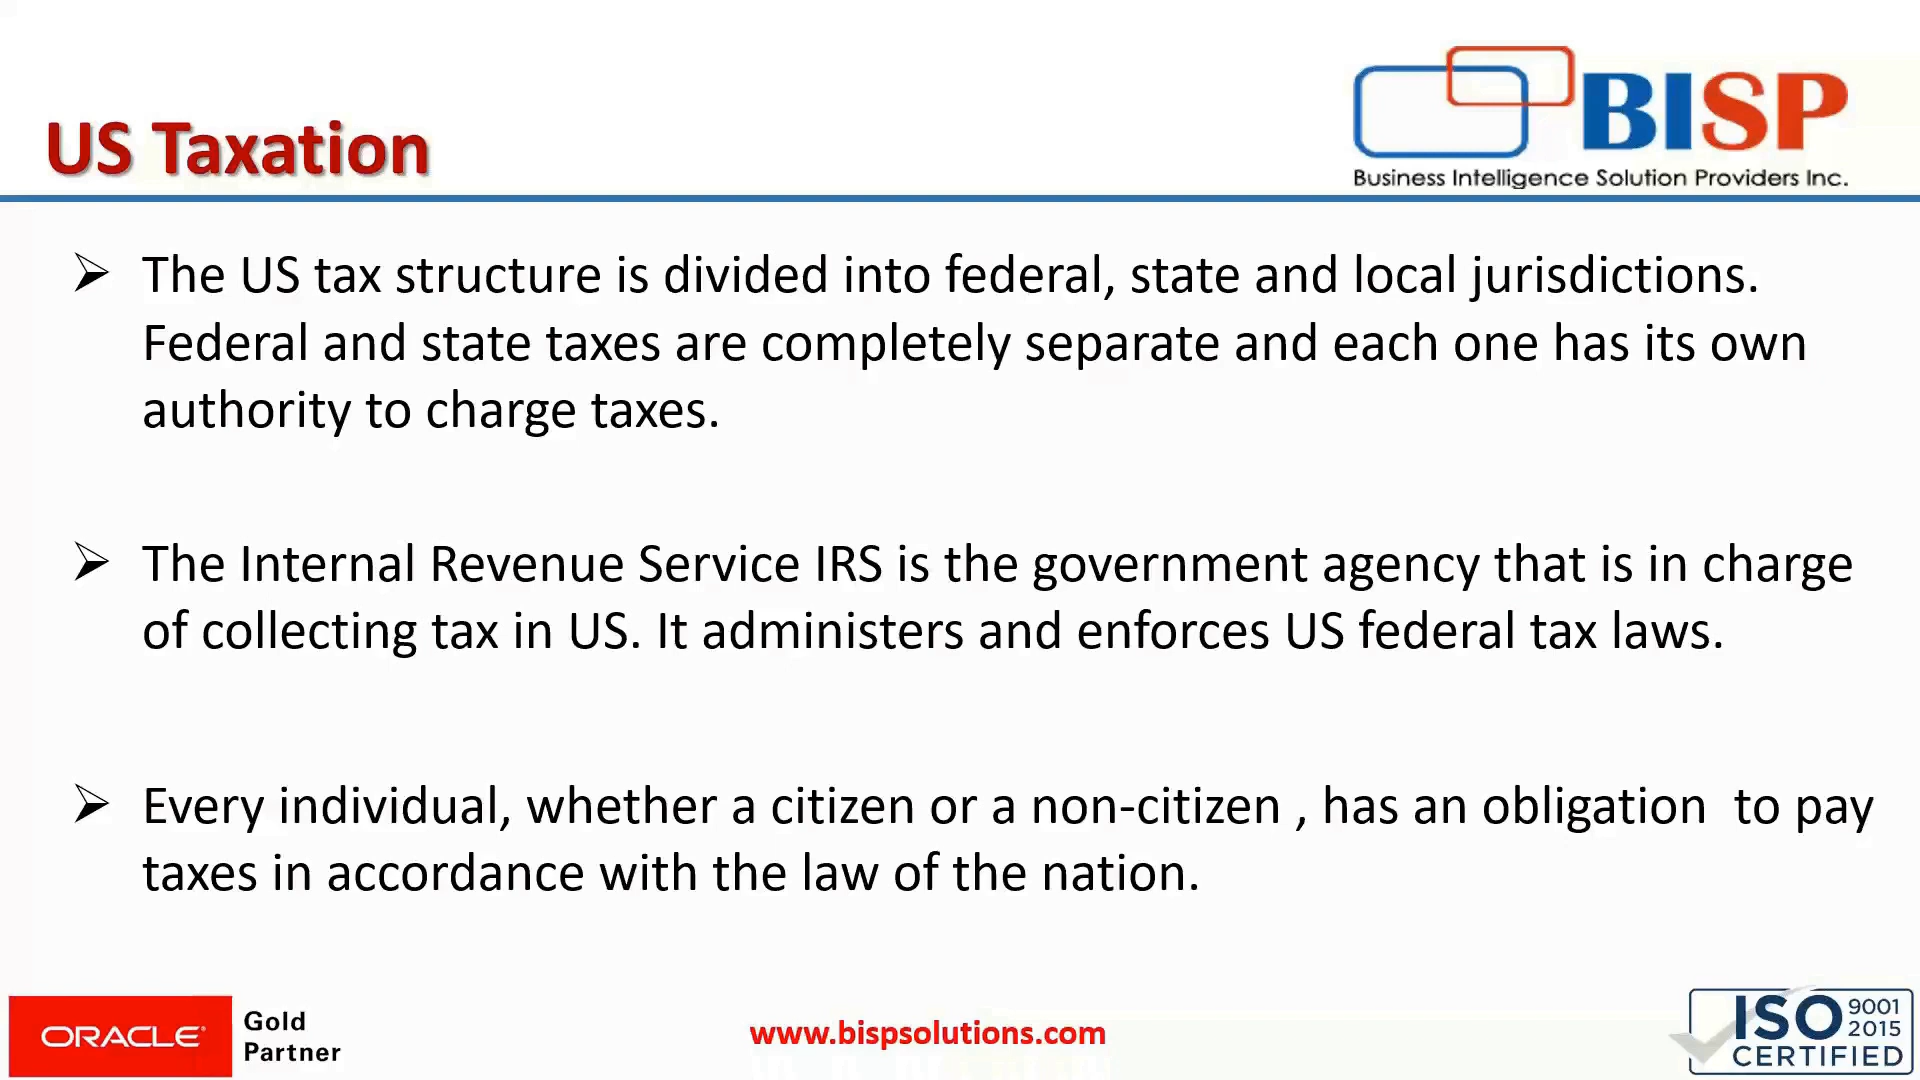 BISP
Business Intelligence Solution Providers Inc.
US Taxation
The US tax structure is divided into federal, state and local jurisdictions.
Federal and state taxes are completely separate and each one has its own
authority to charge taxes.
The Internal Revenue Service IRS is the government agency that is in charge
of collecting tax in US. It administers and enforces US federal tax laws.
Every individual, whether a citizen or a non-citizen , has an obligation  to pay
taxes in accordance with the law of the nation.
ORACLE
Gold
Partner
www.bispsolutions.com
ISO 9001
2015
CERTIFIED